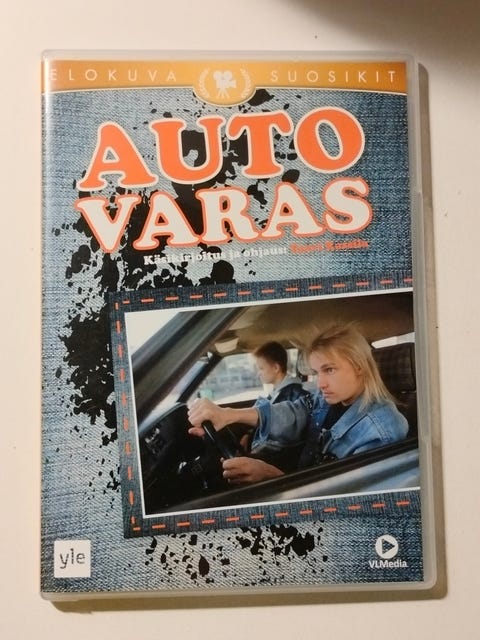 ELOKUVA SUOSIKIT
AUTO
VARAS
Käsikirjoitus ja ohjaus:
yle
VLMedia